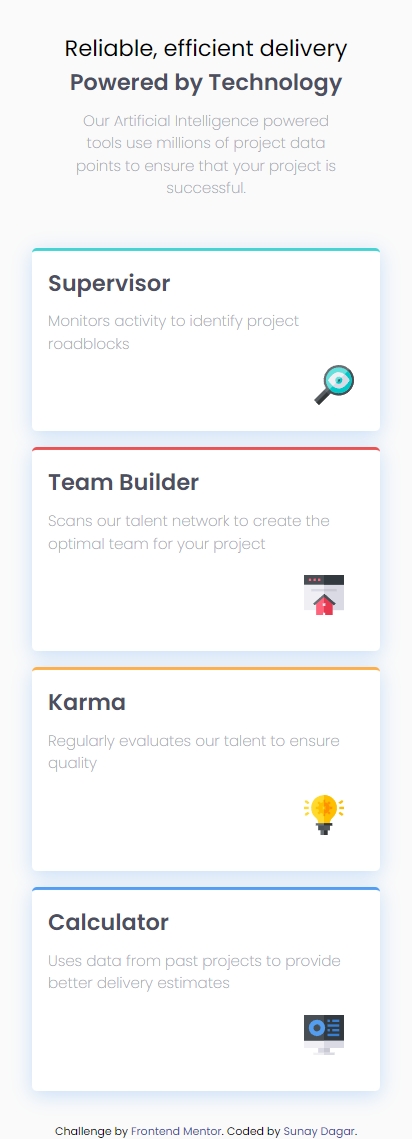 Reliable, efficient delivery
Powered by Technology
Our Artificial Intelligence powered
tools use millions of project data
points to ensure that your project is
successful.
Supervisor
Monitors activity to identify project
roadblocks
Team Builder
Scans our talent network to create the
optimal team for your project
Karma
Regularly evaluates our talent to ensure
quality
Calculator
Uses data from past projects to provide
better delivery estimates
Challenge by Frontend Mentor. Coded by Sunay Dagar.